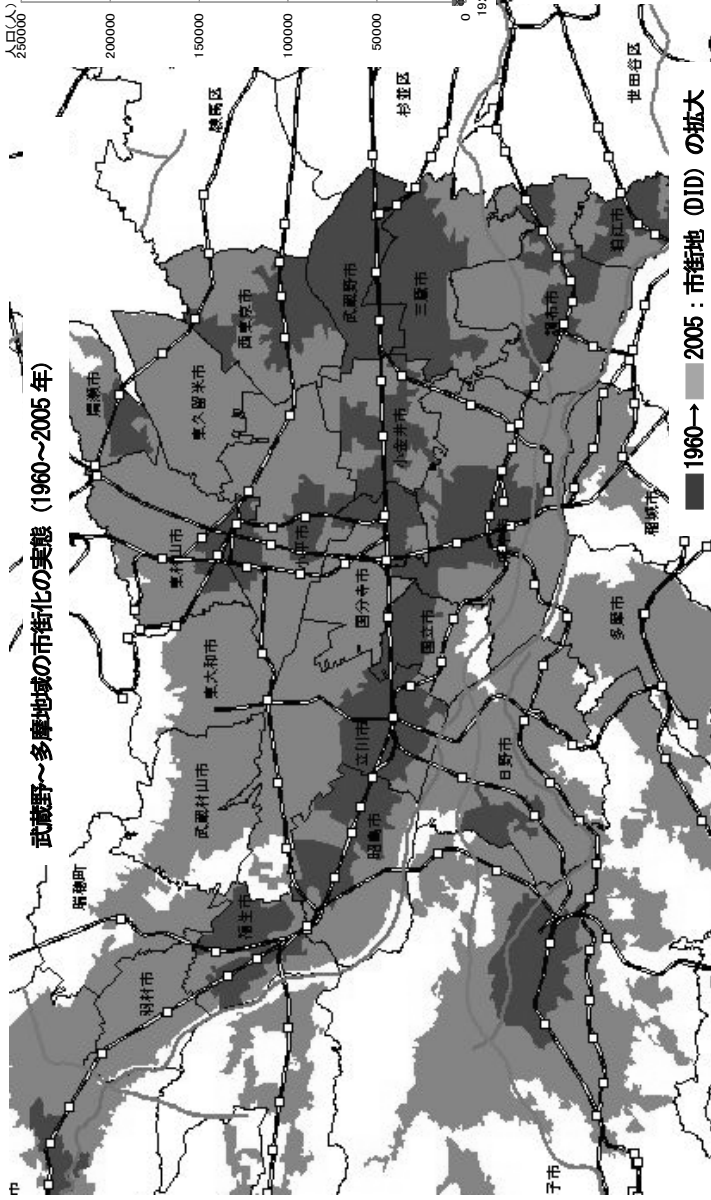 武蔵野~多摩地域の市街化の実態 (1960~2005年)
人口(人)
250000
200000
150000
100000
50000
0
瑞穂町
羽村市
福生市
武蔵村山市
昭島市
立川市
東大和市
日野市
国立市
国分寺市
東村山市
小平市
多摩市
稲城市
清瀬市
東久留米市
小金井市
西東京市
武蔵野市
三鷹市
調布市
狛江市
練馬区
杉並区
世田谷区
子市
市
1960→ 2005:市街地 (DID) の拡大